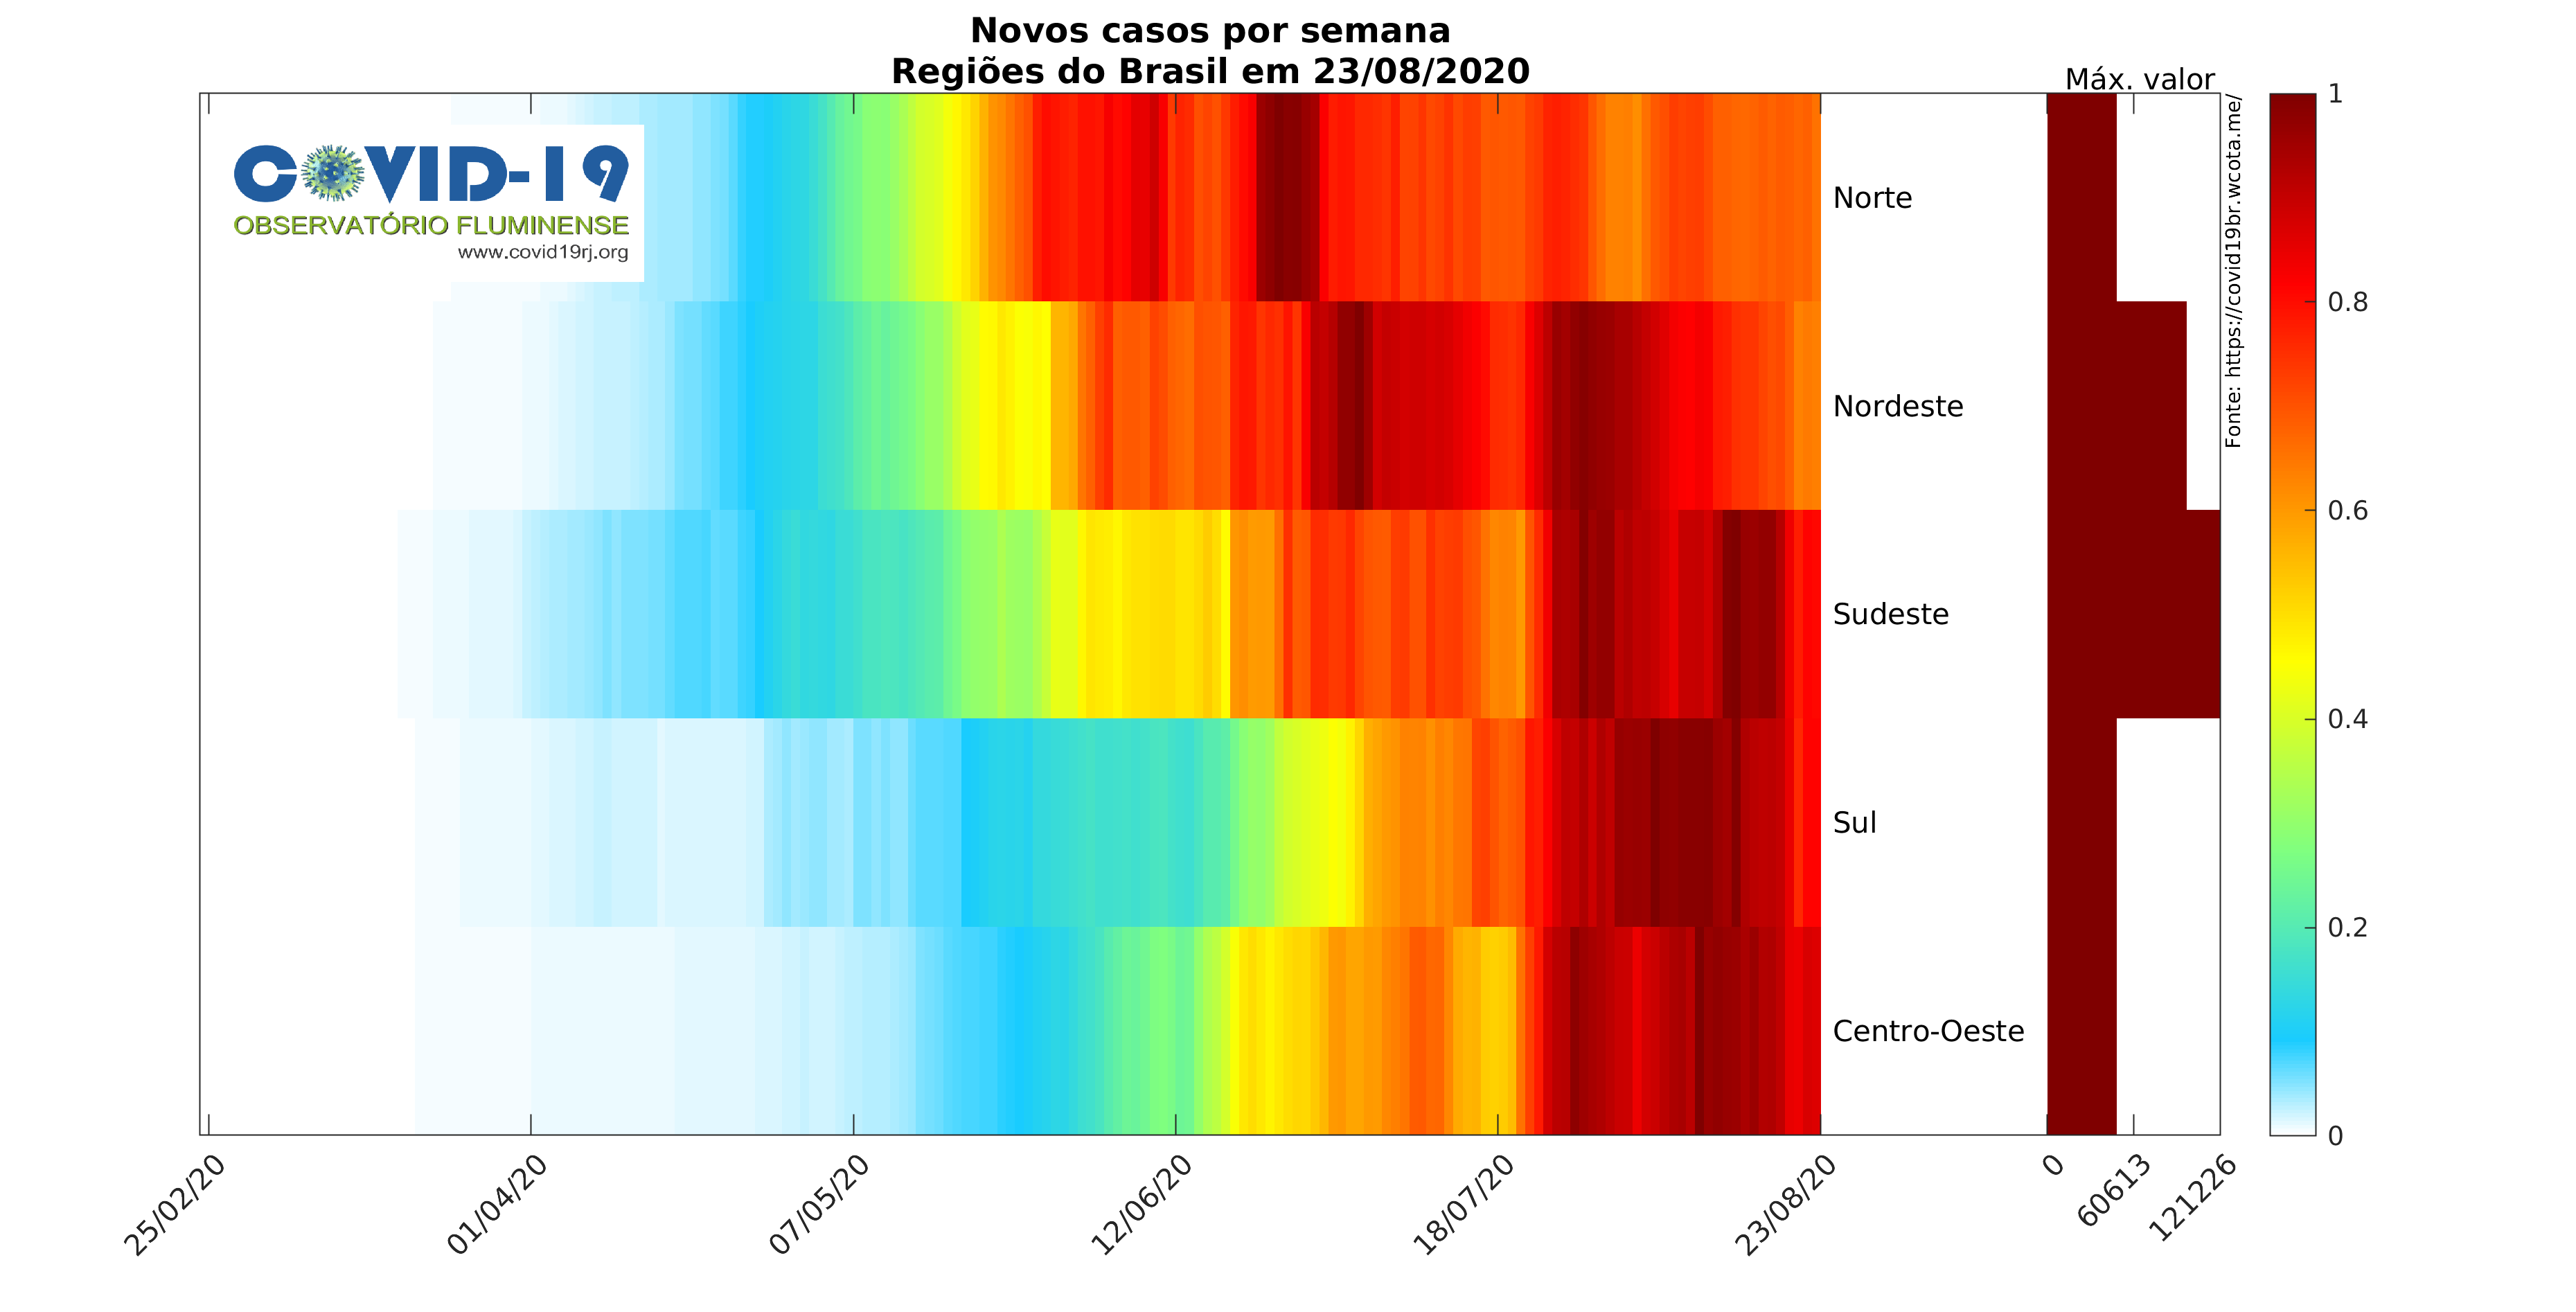 Novos casos por semana
Regiões do Brasil em 23/08/2020
Máx. valor
COVID-19
OBSERVATÓRIO FLUMINENSE
www.covid19rj.org
Norte
Nordeste
Sudeste
Sul
Centro-Oeste
Fonte: https://covid19br.wcota.me/
1
0.8
0.6
0.4
0.2
0
25/02/20
01/04/20
07/05/20
12/06/20
18/07/20
23/08/20
0
60613
121226